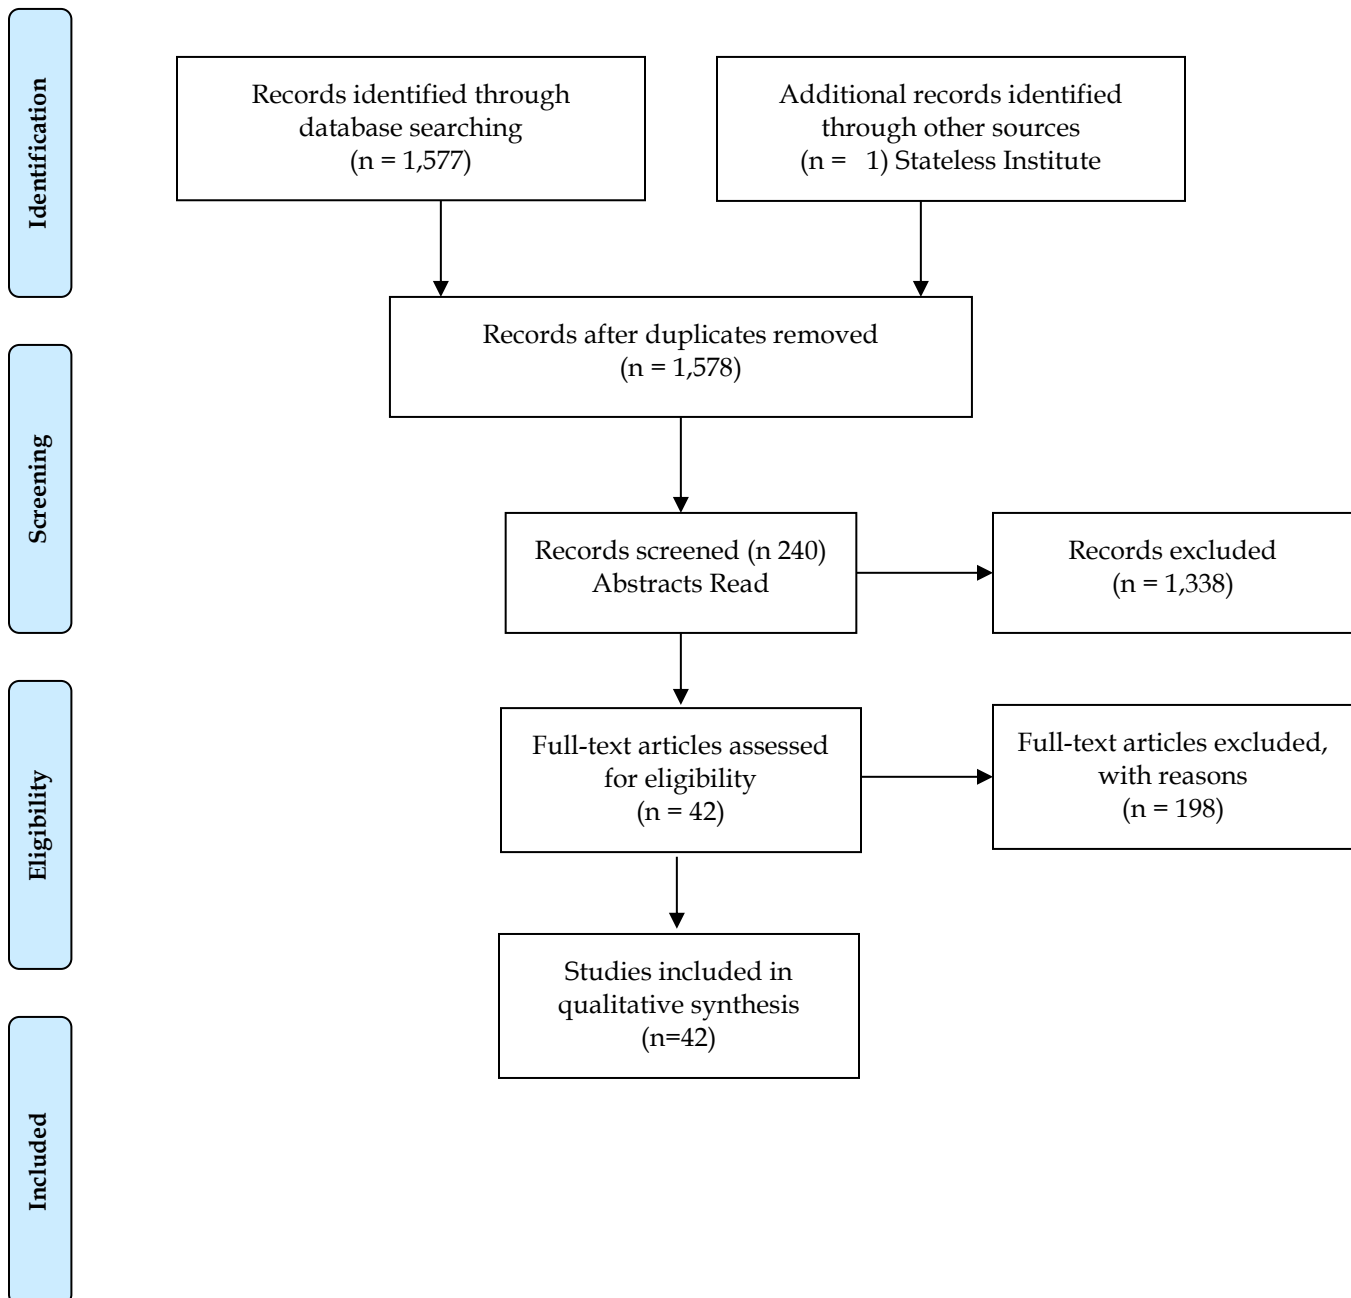 Identification
Records identified through
database searching
(n = 1,577)
Additional records identified
through other sources
(n =   1) Stateless Institute
Records after duplicates removed
(n = 1,578)
Screening
Records screened (n 240)
Abstracts Read
Records excluded
(n = 1,338)
Eligibility
Full-text articles assessed
for eligibility
(n = 42)
Full-text articles excluded,
with reasons
(n = 198)
Studies included in
qualitative synthesis
(n=42)
Included